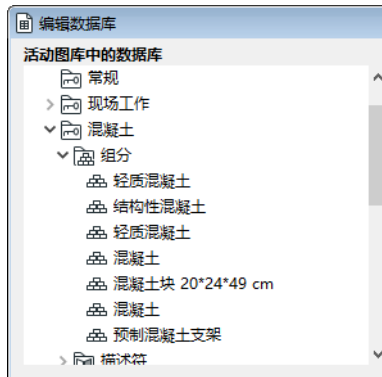 编辑数据库
活动图库中的数据库
常规
现场工作
混凝土
组分
轻质混凝土
结构性混凝土
轻质混凝土
混凝土
混凝土块 20*24*49 cm
混凝土
预制混凝土支架
描述符